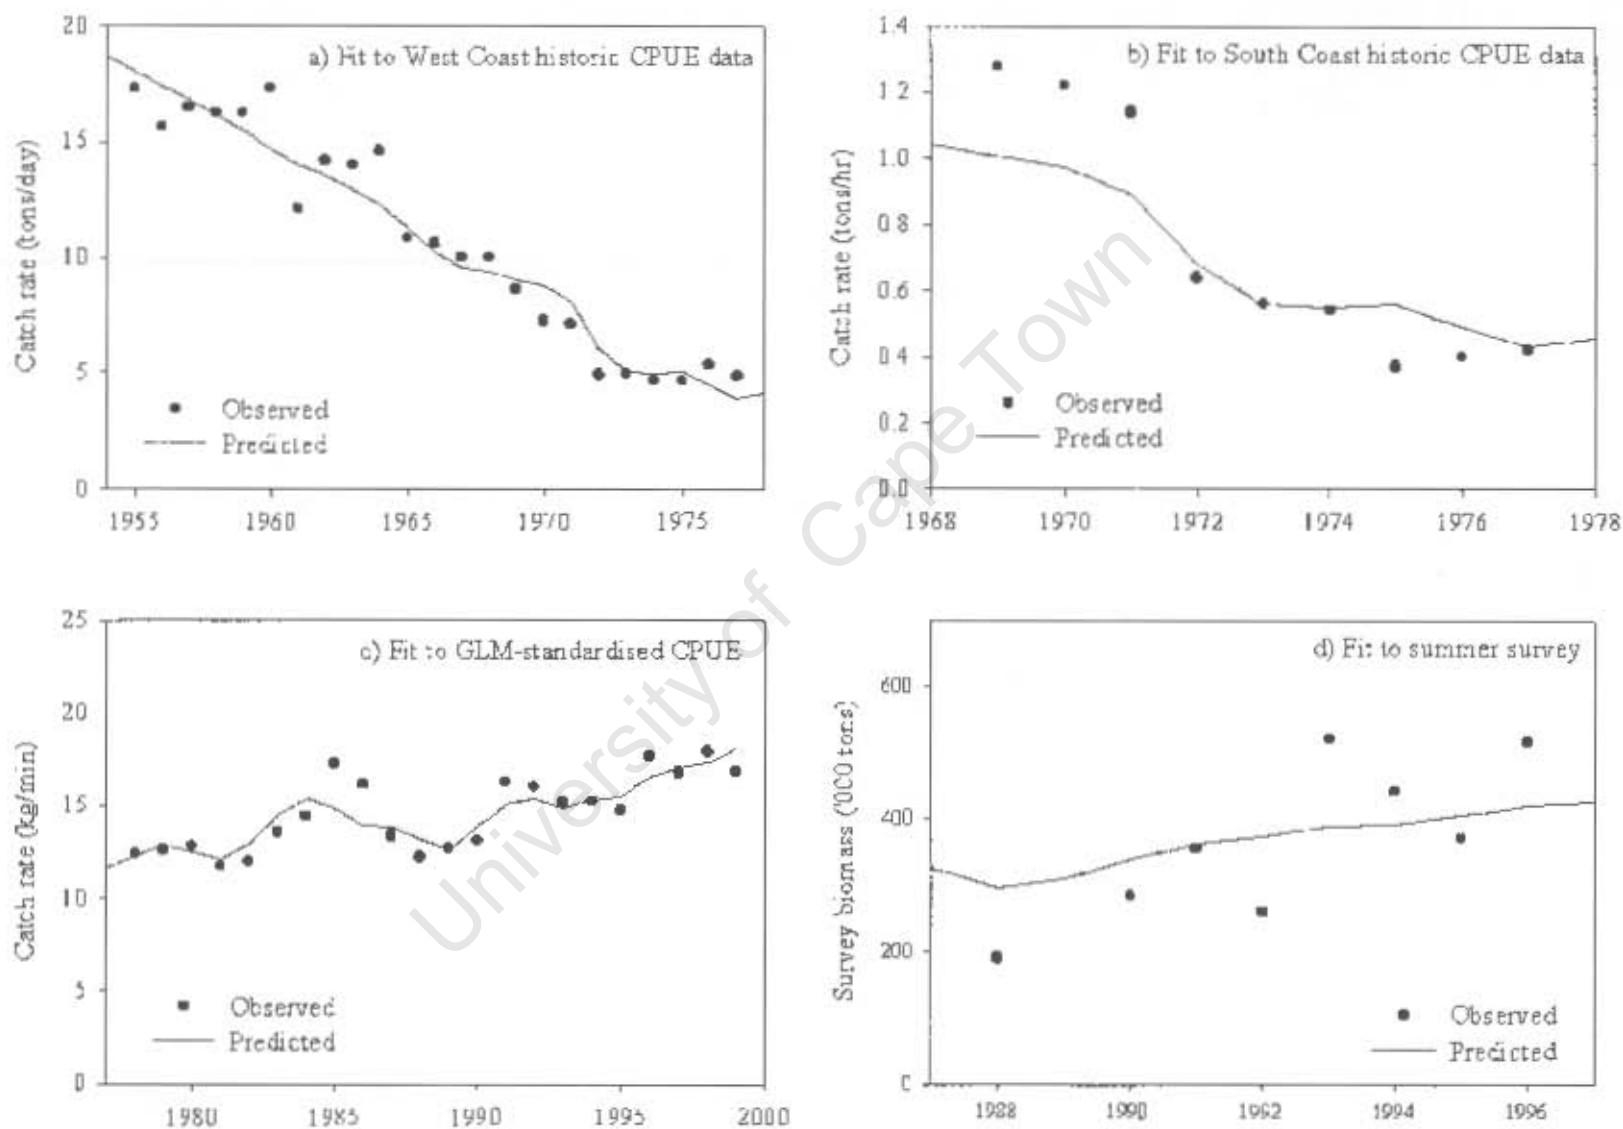 a) Fit to West Coast historic CPUE data
Catch rate (tons/day)
20
15
10
5
0
Observed
Predicted
1955 1960 1965 1970 1975
b) Fit to South Coast historic CPUE data
Catch rate (tons/hr)
1.4
1.2
1.0
0.8
0.6
0.4
0.2
0.0
Observed
Predicted
1968 1970 1972 1974 1976 1978
c) Fit to GLM-standardised CPUE
Catch rate (kg/min)
25
20
15
10
5
0
Observed
Predicted
1980 1985 1990 1995 2000
d) Fit to summer survey
Survey biomass ('000 tons)
600
400
200
0
Observed
Predicted
1988 1990 1992 1994 1996
University of Cape Town